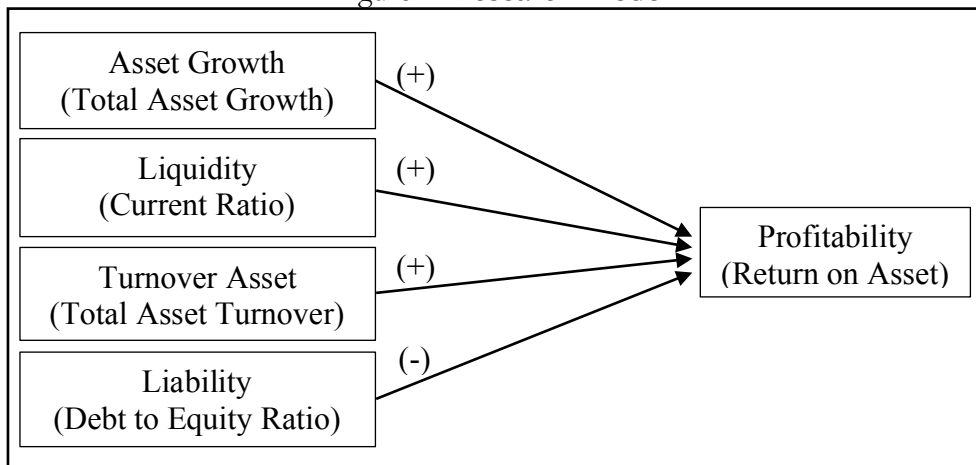 Asset Growth
(Total Asset Growth)
(+)
Liquidity
(Current Ratio)
(+)
Turnover Asset
(Total Asset Turnover)
(+)
Liability
(Debt to Equity Ratio)
(-)
Profitability
(Return on Asset)